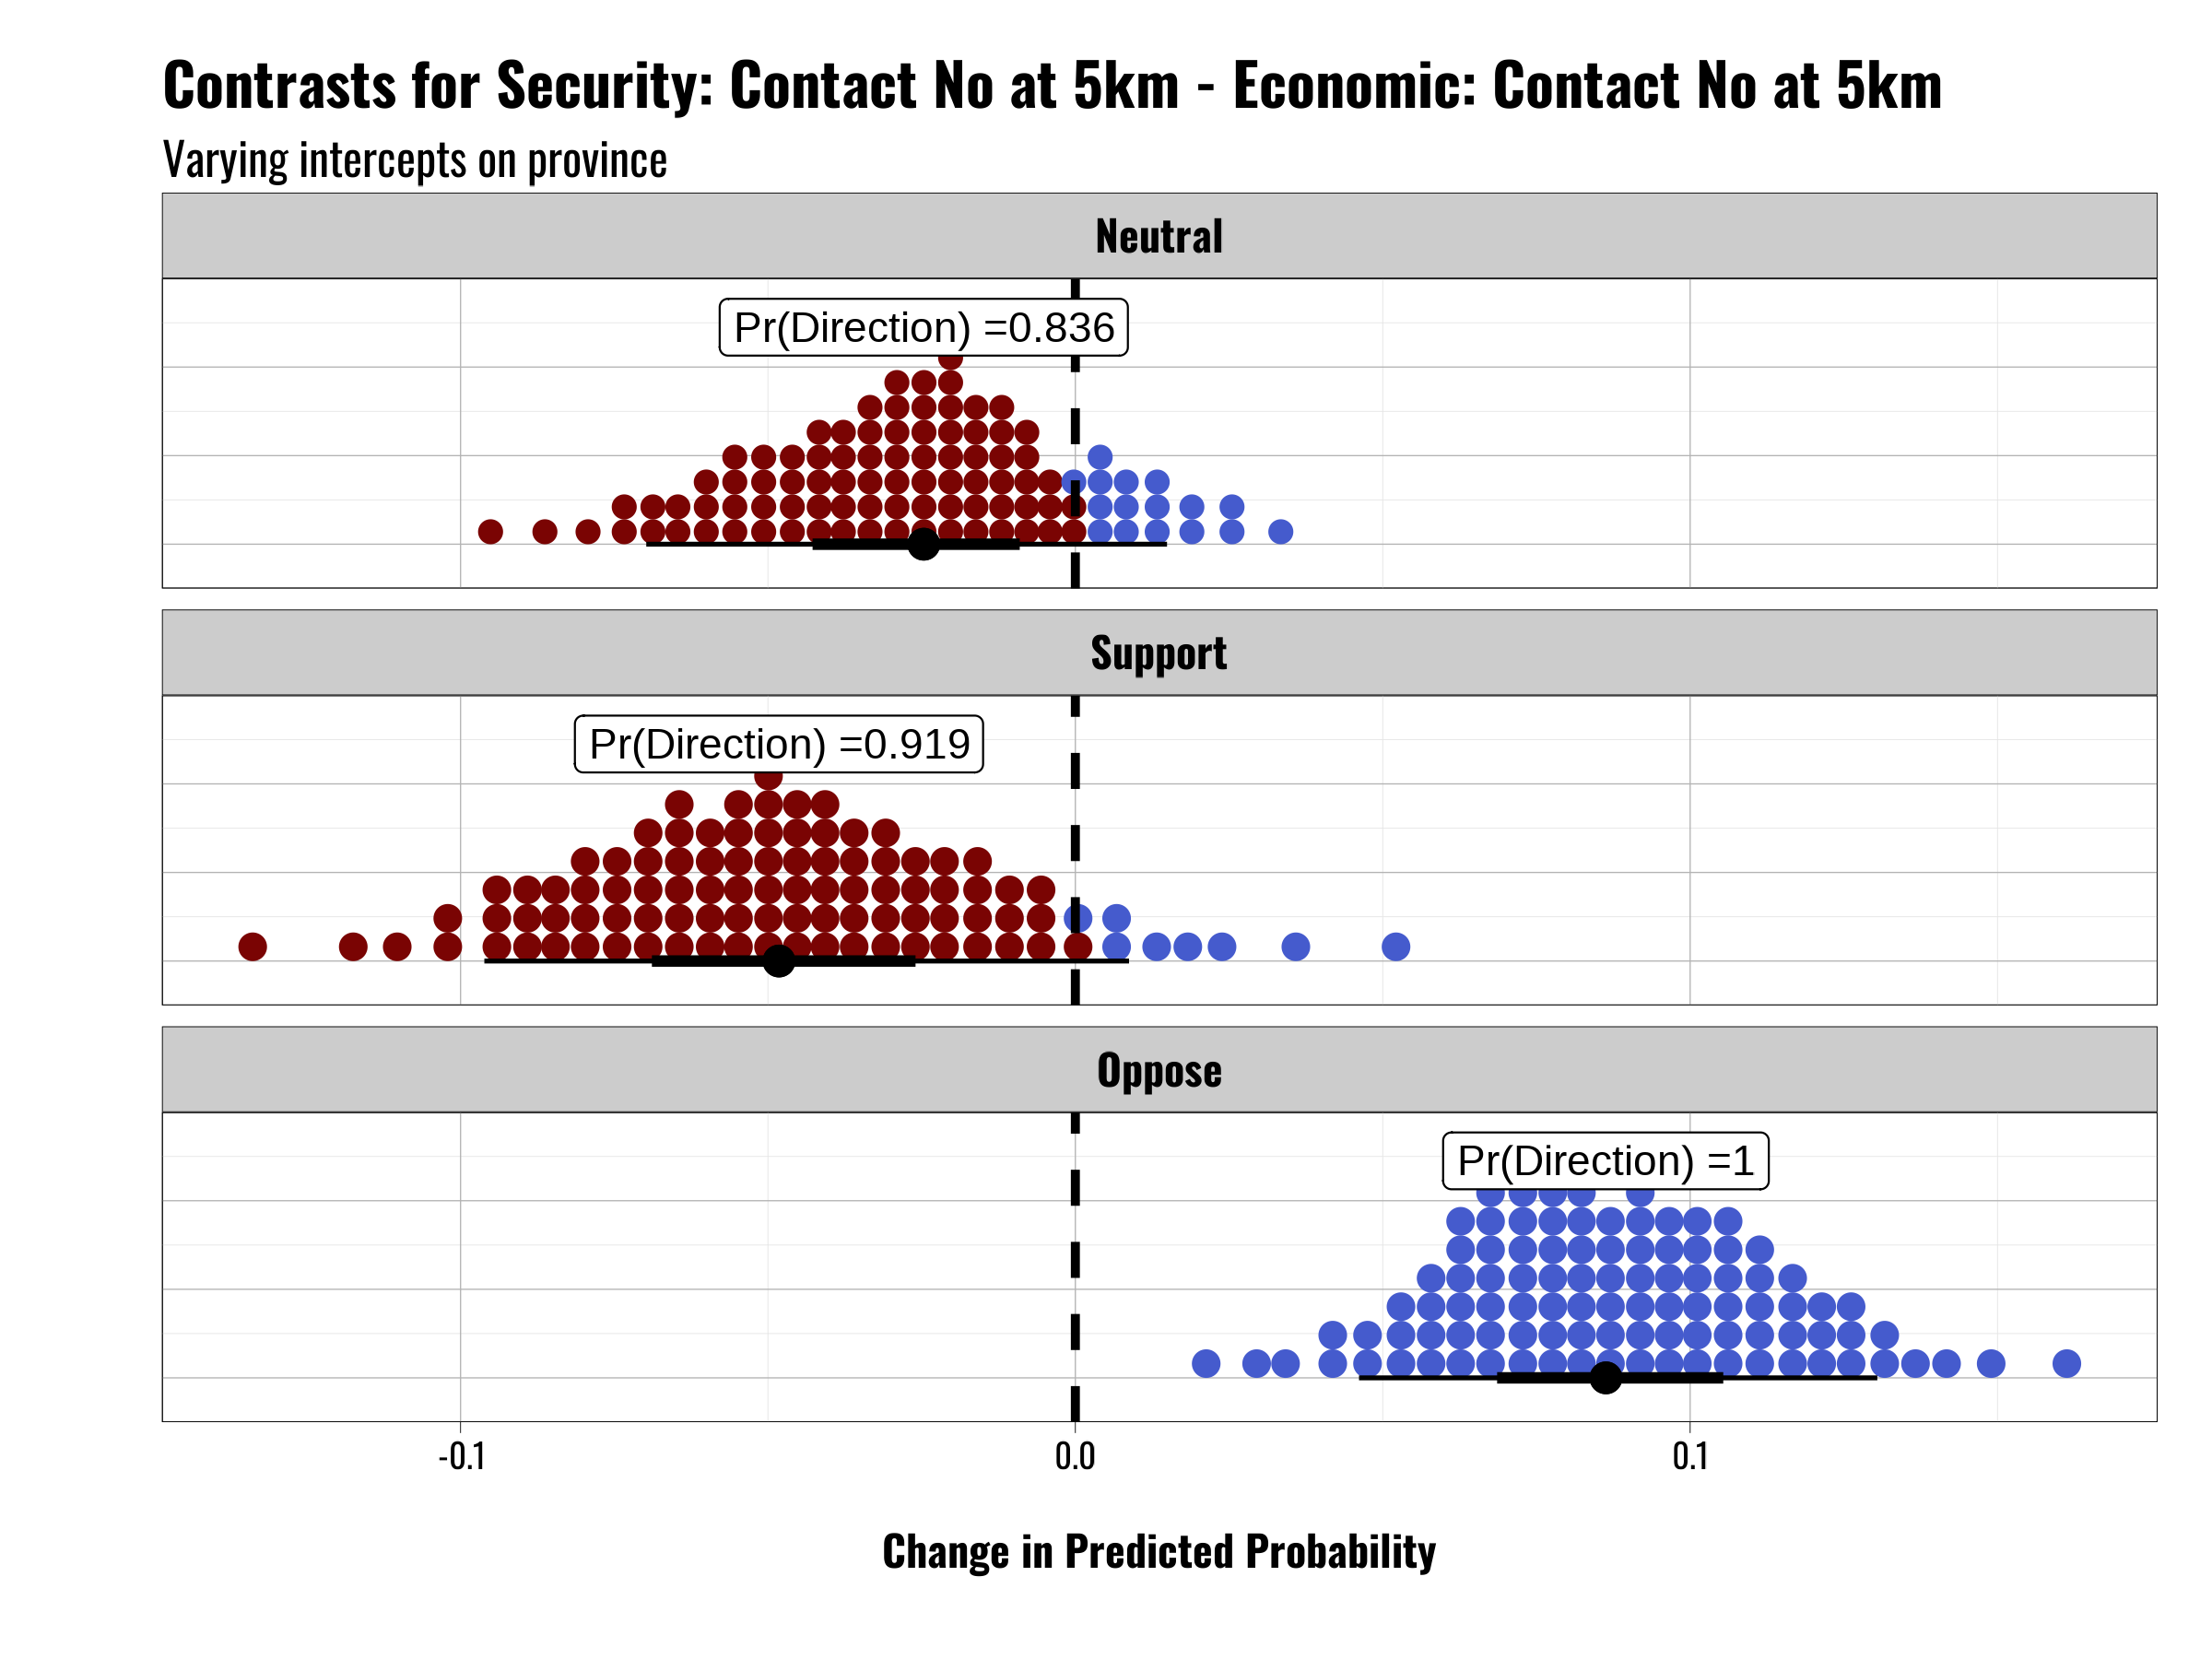 Contrasts for Security: Contact No at 5km - Economic: Contact No at 5km
Varying intercepts on province
Neutral
Pr(Direction) =0.836
Support
Pr(Direction) =0.919
Oppose
Pr(Direction) =1
-0.1 0.0 0.1
Change in Predicted Probability